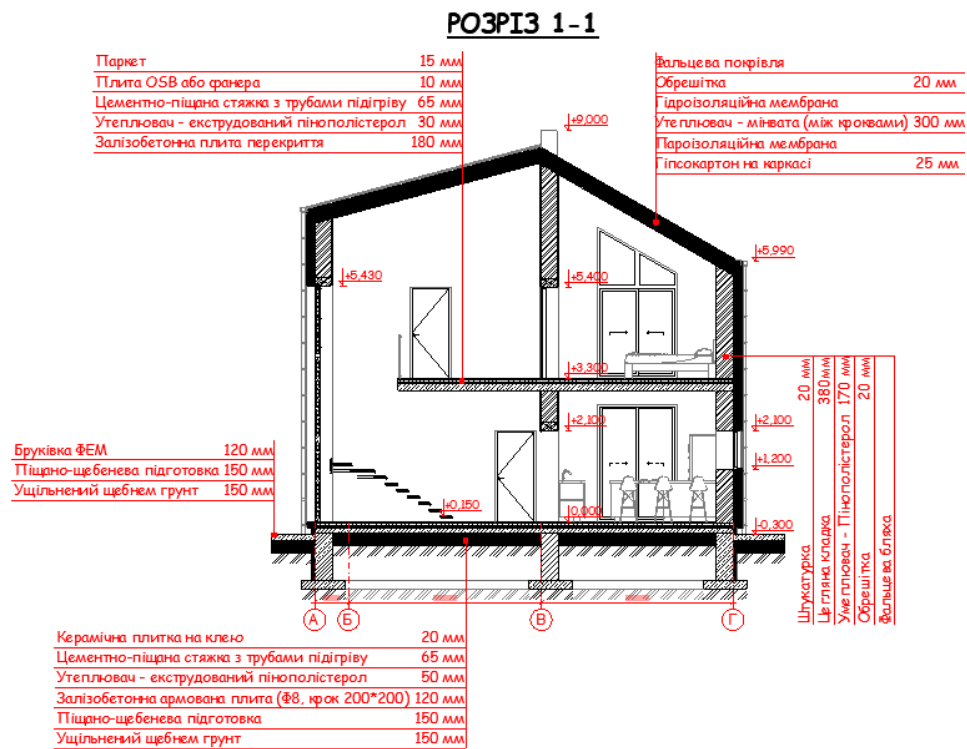 РОЗРІЗ 1-1
Паркет 15 мм
Плита OSB або фанера 10 мм
Цементно-піщана стяжка з трубами підігріву 65 мм
Утеплювач - екструдований пінополістерол 30 мм
Залізобетонна плита перекриття 180 мм
Фальцева покрівля
Обрешітка 20 мм
Гідроізоляційна мембрана
Утеплювач - мінвата (між кроквами) 300 мм
Пароізоляційна мембрана
Гіпсокартон на каркасі 25 мм
+9,000
+5,990
+5,430
+5,400
+3,300
+2,100
+2,100
+1,200
+0,150
0,000
-0,300
Штукатурка 20 мм
Цегляна кладка 380мм
Умеплювач - Пінополістерол 170 мм
Обрешітка 20 мм
Фальцева бляха
Бруківка ФЕМ 120 мм
Піщано-щебенева підготовка 150 мм
Ущільнений щебнем грунт 150 мм
А Б В Г
Керамічна плитка на клею 20 мм
Цементно-піщана стяжка з трубами підігріву 65 мм
Утеплювач - екструдований пінополістерол 50 мм
Залізобетонна армована плита (Ф8, крок 200*200) 120 мм
Піщано-щебенева підготовка 150 мм
Ущільнений щебнем грунт 150 мм